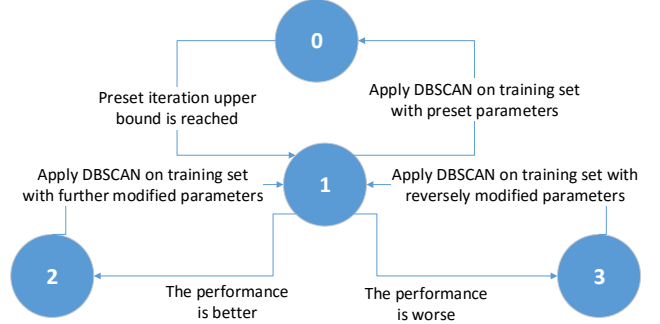 0
Preset iteration upper
bound is reached
Apply DBSCAN on training set
with preset parameters
1
Apply DBSCAN on training set
with further modified parameters
Apply DBSCAN on training set with
reversely modified parameters
2
The performance
is better
The performance
is worse
3